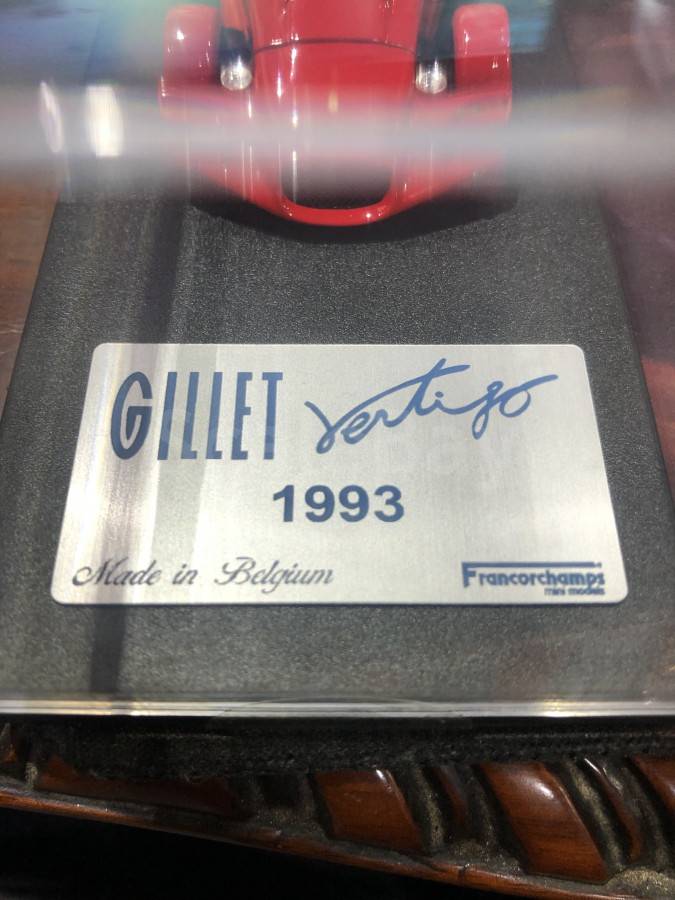 GILLET Vertigo
1993
Made in Belgium
Francorchamps
mini models